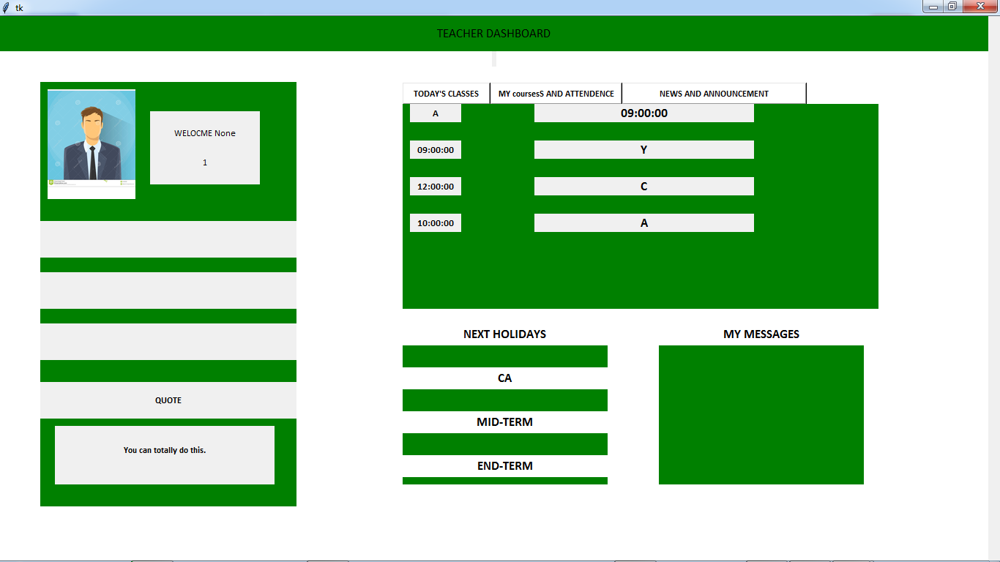 tk
TEACHER DASHBOARD
WELOCME None
1
QUOTE
You can totally do this.
TODAY'S CLASSES
MY coursesS AND ATTENDENCE
NEWS AND ANNOUNCEMENT
A
09:00:00
09:00:00
Y
12:00:00
C
10:00:00
A
NEXT HOLIDAYS
CA
MID-TERM
END-TERM
MY MESSAGES